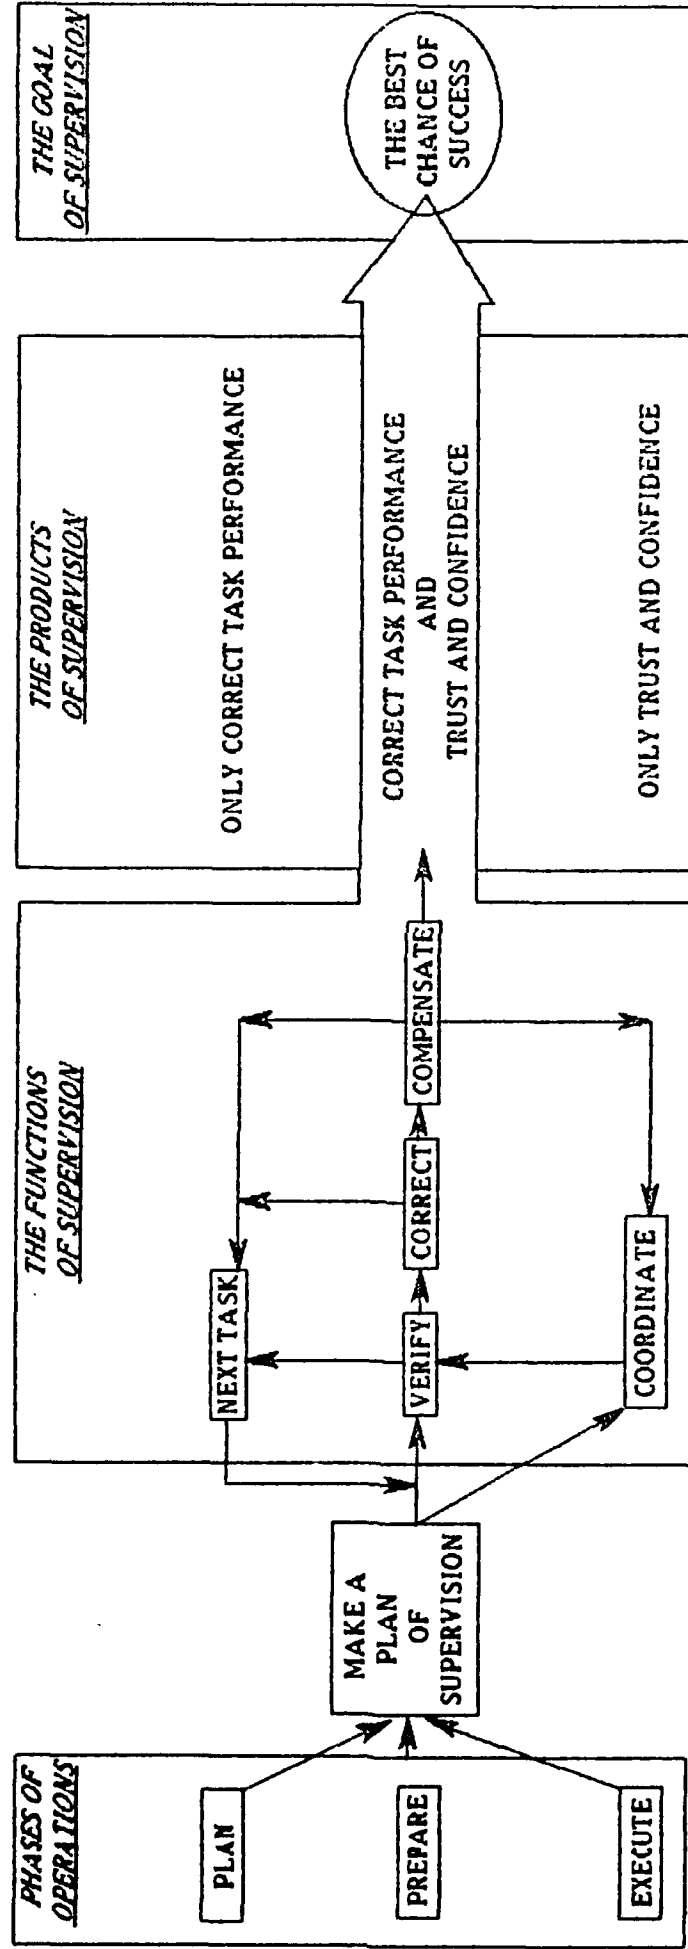 PHASES OF
OPERATIONS
PLAN
PREPARE
EXECUTE
MAKE A
PLAN
OF
SUPERVISION
THE FUNCTIONS
OF SUPERVISION
NEXT TASK
VERIFY
CORRECT
COMPENSATE
COORDINATE
THE PRODUCTS
OF SUPERVISION
ONLY CORRECT TASK PERFORMANCE
CORRECT TASK PERFORMANCE
AND
TRUST AND CONFIDENCE
ONLY TRUST AND CONFIDENCE
THE GOAL
OF SUPERVISION
THE BEST
CHANCE OF
SUCCESS